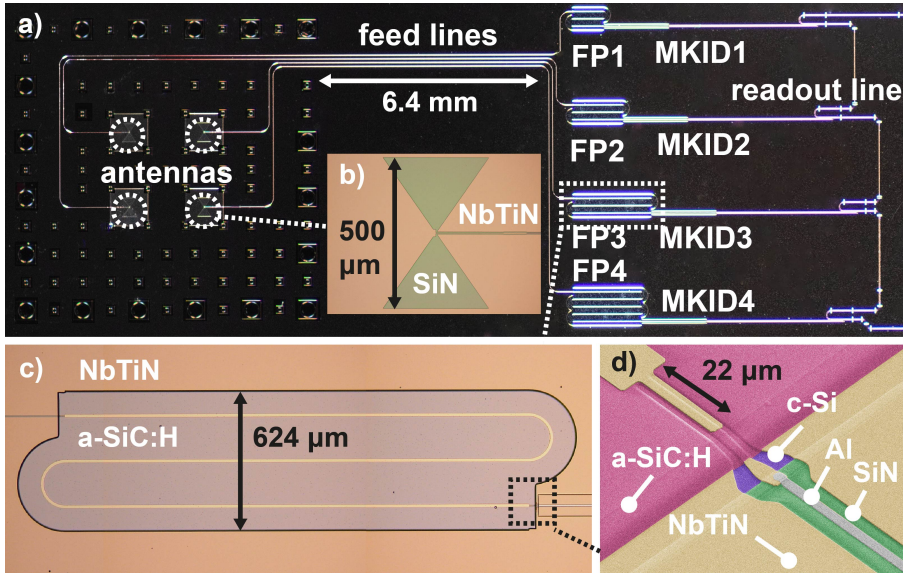 a)
feed lines
6.4 mm
antennas
FP1
MKID1
readout line
FP2
MKID2
FP3
MKID3
FP4
MKID4
b)
500
µm
NbTiN
SiN
c)
NbTiN
a-SiC:H
624 µm
d)
22 µm
c-Si
Al
SiN
a-SiC:H
NbTiN